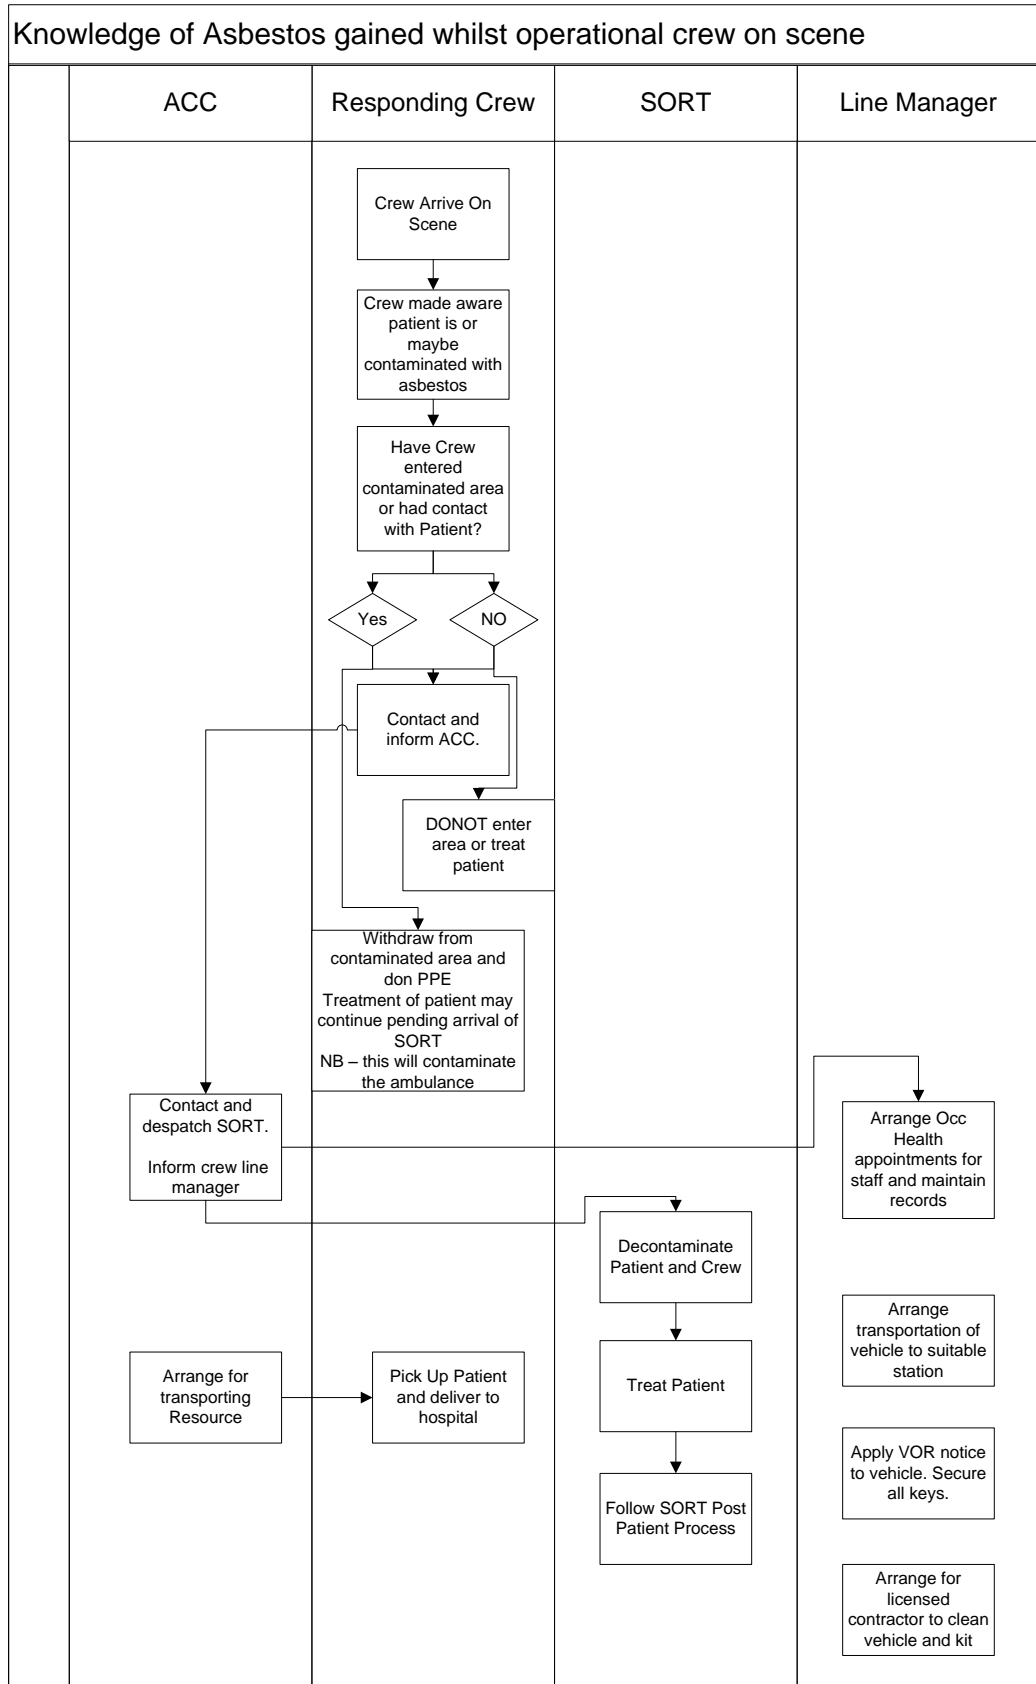 Knowledge of Asbestos gained whilst operational crew on scene
ACC
Responding Crew
SORT
Line Manager
Crew Arrive On
Scene
Crew made aware
patient is or
maybe
contaminated with
asbestos
Have Crew
entered
contaminated area
or had contact
with Patient?
Yes
NO
Contact and
inform ACC.
DONOT enter
area or treat
patient
Withdraw from
contaminated area and
don PPE
Treatment of patient may
continue pending arrival of
SORT
NB – this will contaminate
the ambulance
Contact and
despatch SORT.
Inform crew line
manager
Arrange Occ
Health
appointments for
staff and maintain
records
Decontaminate
Patient and Crew
Arrange
transportation of
vehicle to suitable
station
Arrange for
transporting
Resource
Pick Up Patient
and deliver to
hospital
Treat Patient
Apply VOR notice
to vehicle. Secure
all keys.
Follow SORT Post
Patient Process
Arrange for
licensed
contractor to clean
vehicle and kit